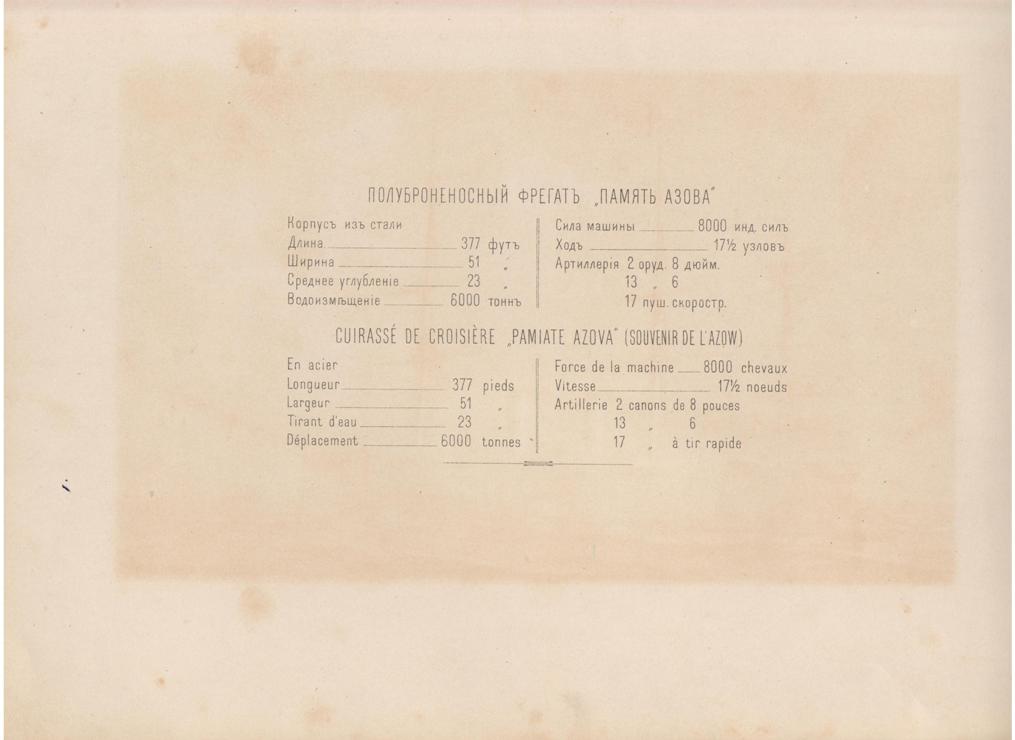 ПОЛУБРОНЕНОСНЫЙ ФРЕГАТЪ „ПАМЯТЬ АЗОВА“
Корпусъ изъ стали
Длина 377 футъ
Ширина 51 „
Среднее углубленіе 23 „
Водоизмѣщеніе 6000 тоннъ
Сила машины 8000 инд. силъ
Ходъ 17½ узловъ
Артиллерія 2 оруд. 8 дюйм.
13 „ 6
17 пуш. скоростр.
CUIRASSÉ DE CROISIÈRE „PAMIATE AZOVA“ (SOUVENIR DE L'AZOW)
En acier
Longueur 377 pieds
Largeur 51 „
Tirant d'eau 23 „
Déplacement 6000 tonnes
Force de la machine 8000 chevaux
Vitesse 17½ noeuds
Artillerie 2 canons de 8 pouces
13 „ 6
17 „ à tir rapide